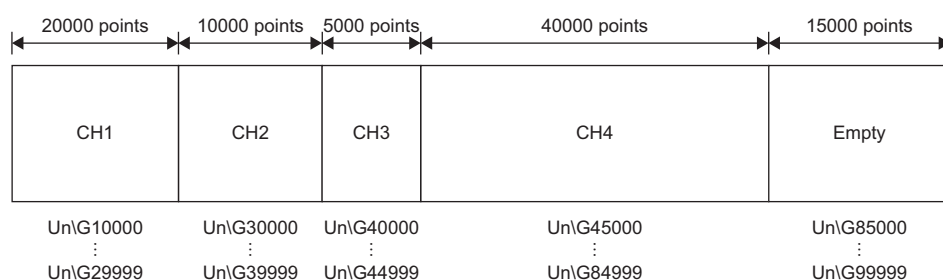 20000 points 10000 points 5000 points 40000 points 15000 points
CH1 CH2 CH3 CH4 Empty
Un\G10000 Un\G30000 Un\G40000 Un\G45000 Un\G85000
⋮ ⋮ ⋮ ⋮ ⋮
Un\G29999 Un\G39999 Un\G44999 Un\G84999 Un\G99999